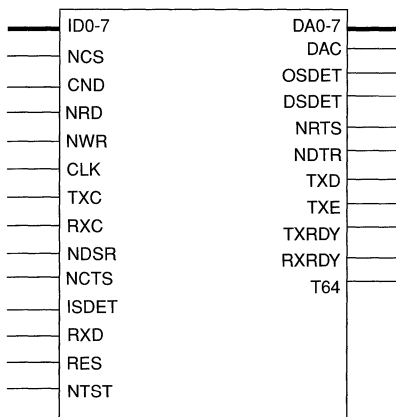 ID0-7
NCS
CND
NRD
NWR
CLK
TXC
RXC
NDSR
NCTS
ISDET
RXD
RES
NTST
DA0-7
DAC
OSDET
DSDET
NRTS
NDTR
TXD
TXE
TXRDY
RXRDY
T64